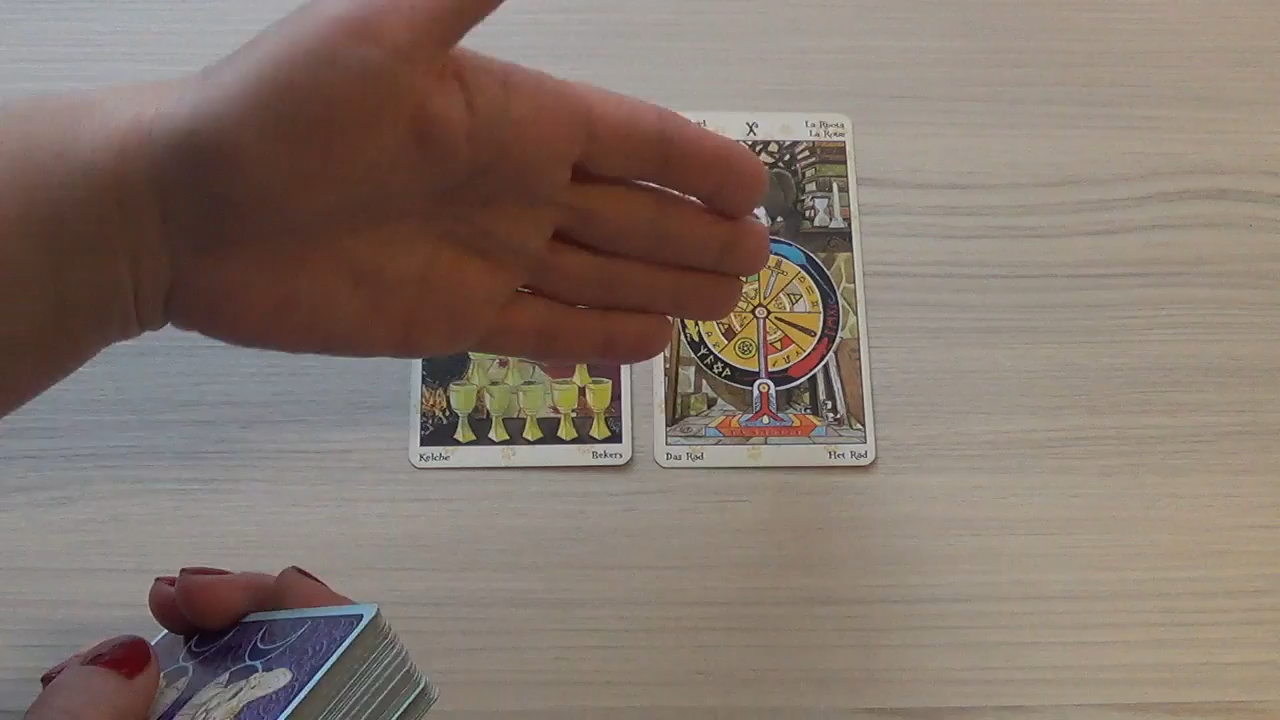 X
La Ruota
La Roue
Kelche
Bekers
Das Rad
Het Rad